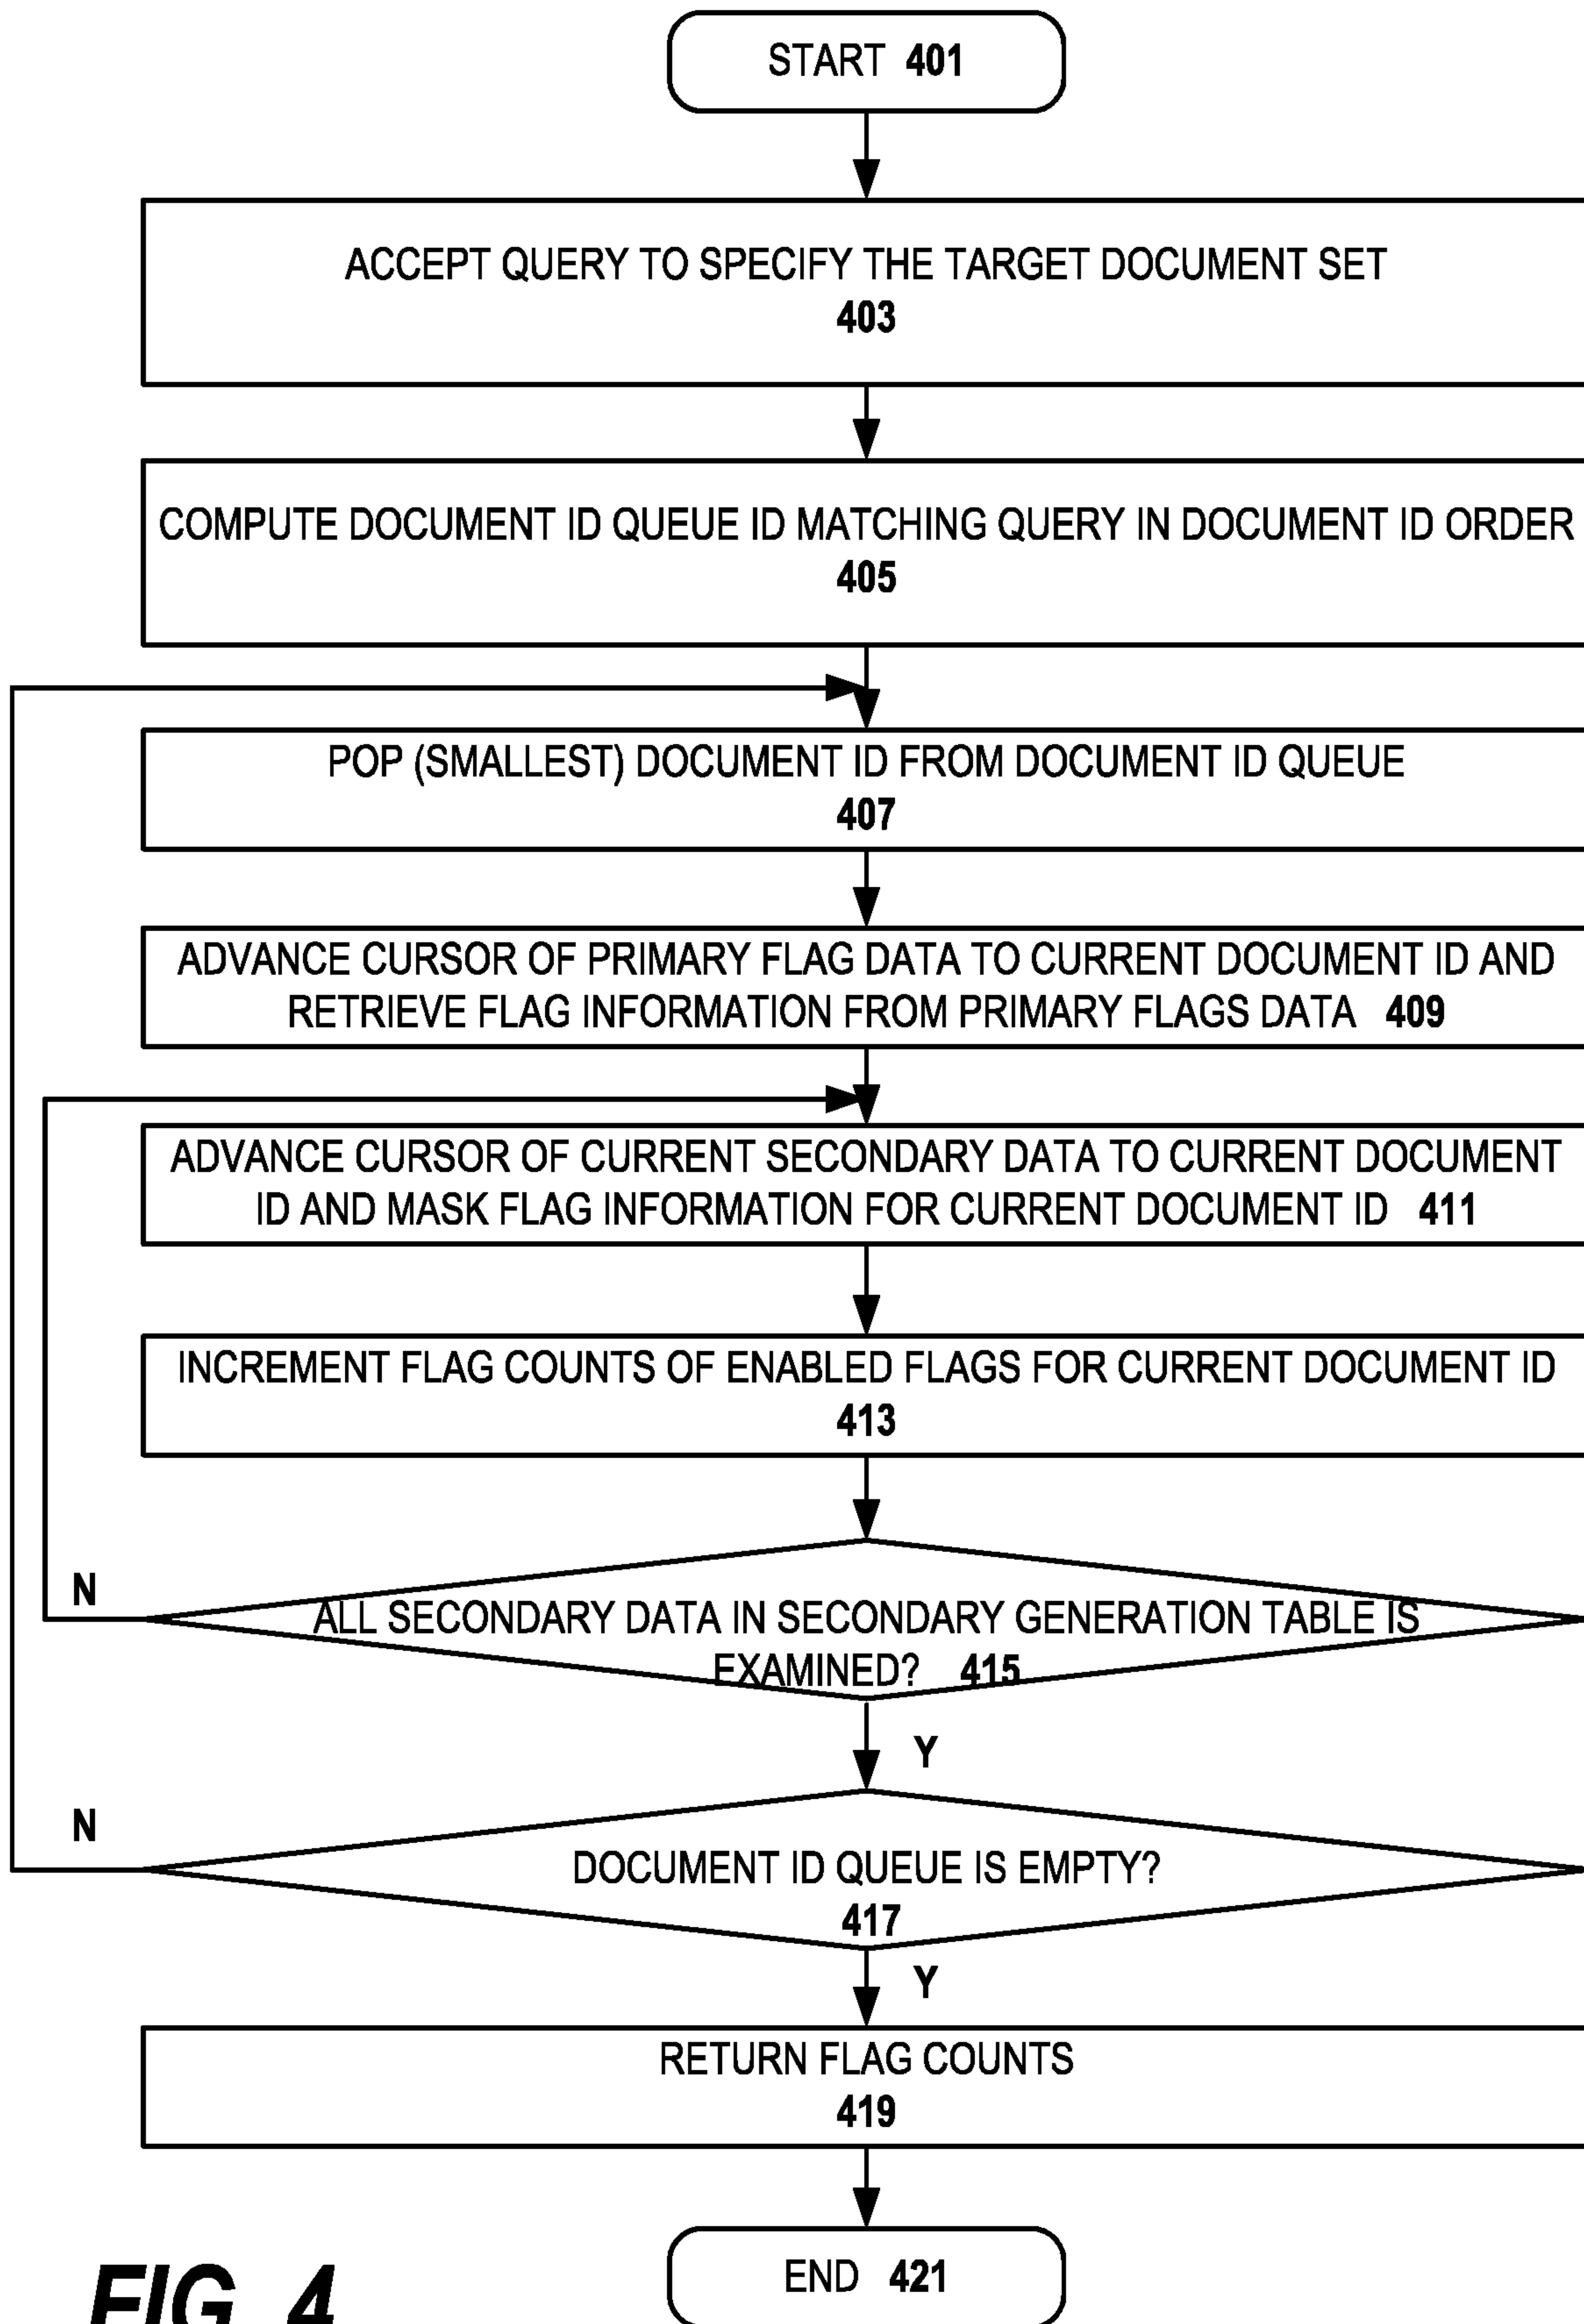 START 401
ACCEPT QUERY TO SPECIFY THE TARGET DOCUMENT SET
403
COMPUTE DOCUMENT ID QUEUE ID MATCHING QUERY IN DOCUMENT ID ORDER
405
POP (SMALLEST) DOCUMENT ID FROM DOCUMENT ID QUEUE
407
ADVANCE CURSOR OF PRIMARY FLAG DATA TO CURRENT DOCUMENT ID AND
RETRIEVE FLAG INFORMATION FROM PRIMARY FLAGS DATA 409
ADVANCE CURSOR OF CURRENT SECONDARY DATA TO CURRENT DOCUMENT
ID AND MASK FLAG INFORMATION FOR CURRENT DOCUMENT ID 411
INCREMENT FLAG COUNTS OF ENABLED FLAGS FOR CURRENT DOCUMENT ID
413
N
ALL SECONDARY DATA IN SECONDARY GENERATION TABLE IS
EXAMINED? 415
Y
N
DOCUMENT ID QUEUE IS EMPTY?
417
Y
RETURN FLAG COUNTS
419
END 421
FIG. 4